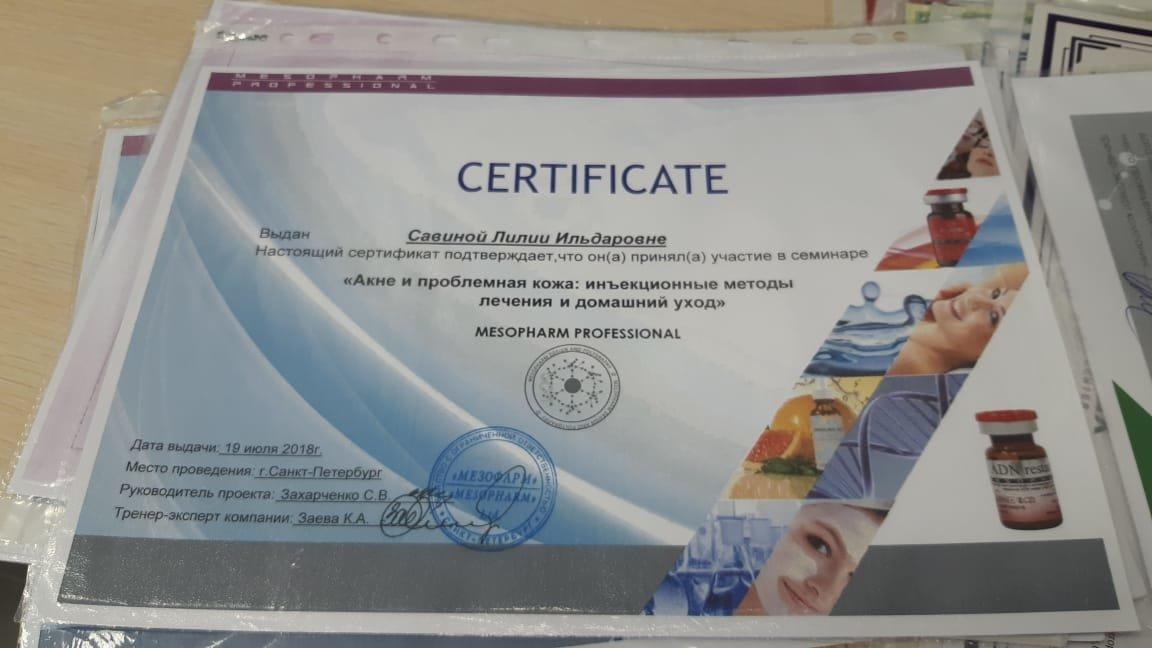 MESOPHARM
PROFESSIONAL
CERTIFICATE
Выдан Савиной Лилии Ильдаровне
Настоящий сертификат подтверждает,что он(а) принял(а) участие в семинаре
«Акне и проблемная кожа: инъекционные методы
лечения и домашний уход»
MESOPHARM PROFESSIONAL
Дата выдачи: 19 июля 2018г.
Место проведения: г.Санкт-Петербург
Руководитель проекта: Захарченко С.В.
Тренер-эксперт компании: Заева К.А.
«МЕЗОФАРМ»
«MESOPHARM»
ADN